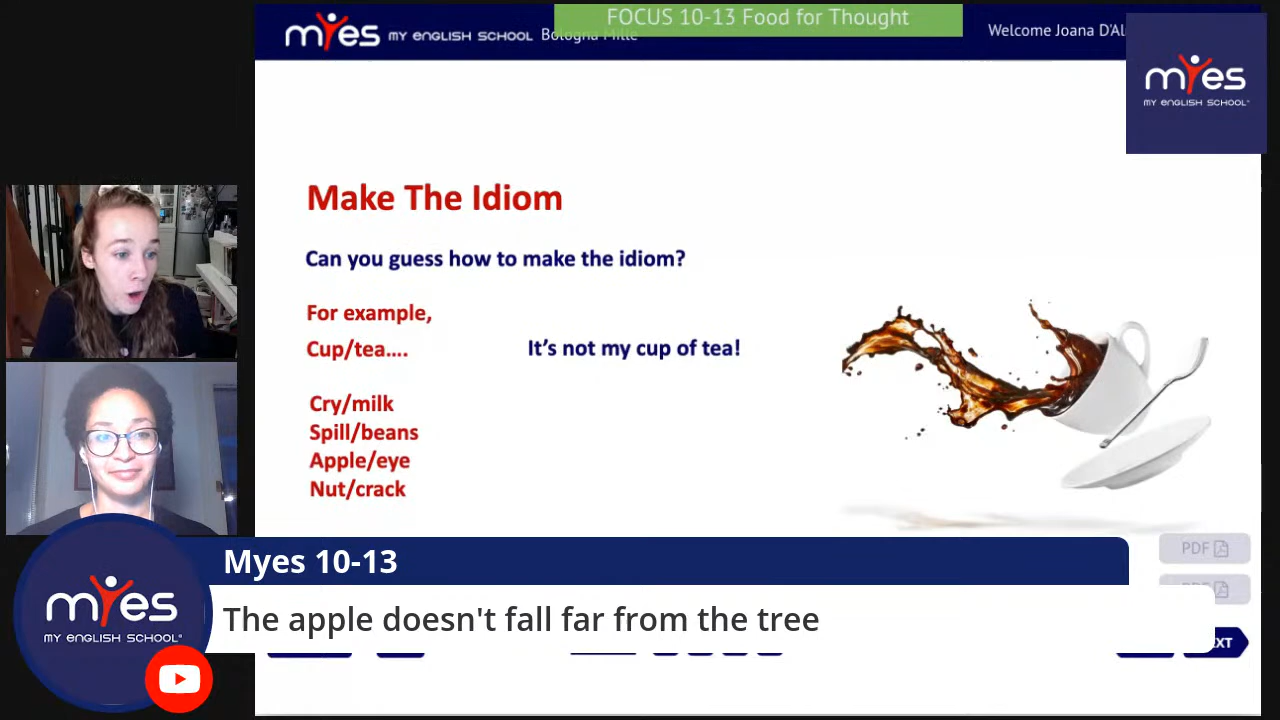 FOCUS 10-13 Food for Thought
myes MY ENGLISH SCHOOL Bologna Mille
Welcome Joana D'Al
myes
MY ENGLISH SCHOOL
Make The Idiom
Can you guess how to make the idiom?
For example,
Cup/tea.... It's not my cup of tea!
Cry/milk
Spill/beans
Apple/eye
Nut/crack
PDF
Myes 10-13
The apple doesn't fall far from the tree
myes
MY ENGLISH SCHOOL